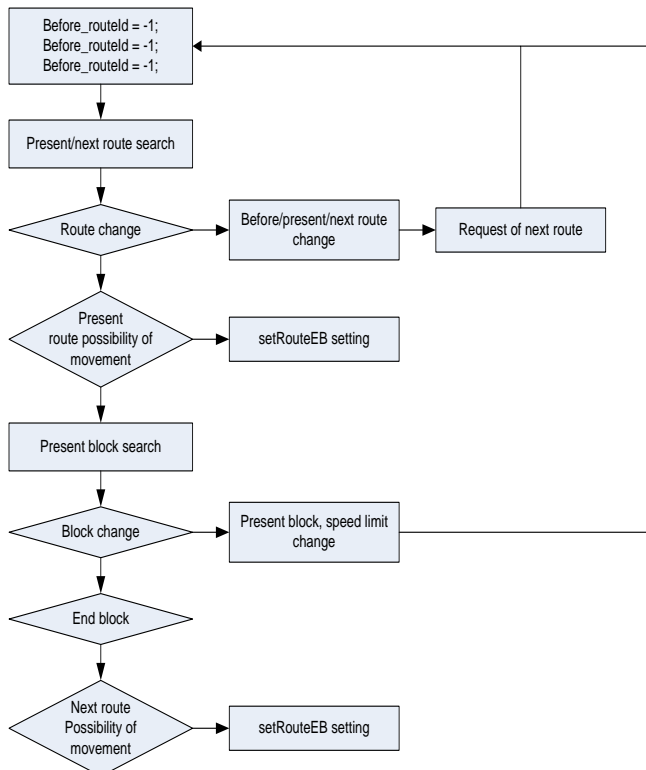 Before_routeId = -1;
Before_routeId = -1;
Before_routeId = -1;
Present/next route search
Route change
Before/present/next route
change
Request of next route
Present
route possibility of
movement
setRouteEB setting
Present block search
Block change
Present block, speed limit
change
End block
Next route
Possibility of
movement
setRouteEB setting